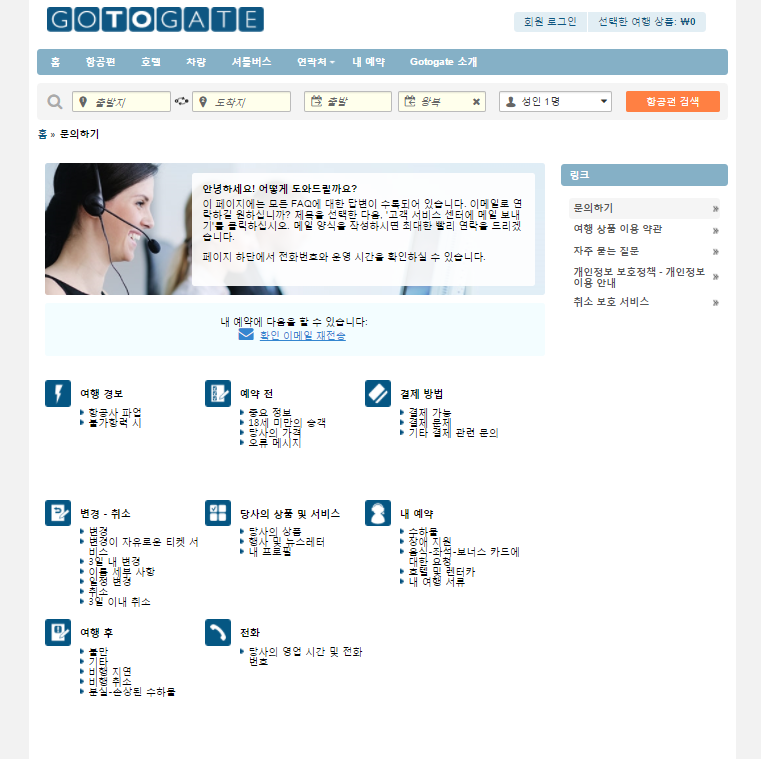 GOTOGATE
회원 로그인 선택한 여행 상품: ₩0
홈 항공편 호텔 차량 셔틀버스 연락처 내 예약 Gotogate 소개
출발지 도착지 출발 왕복 성인 1명 항공편 검색
홈 » 문의하기
안녕하세요! 어떻게 도와드릴까요?
이 페이지에는 모든 FAQ에 대한 답변이 수록되어 있습니다. 이메일로 연
락하길 원하십니까? 제목을 선택한 다음, '고객 서비스 센터에 메일 보내
기'를 클릭하십시오. 메일 양식을 작성하시면 최대한 빨리 연락을 드리겠
습니다.
페이지 하단에서 전화번호와 운영 시간을 확인하실 수 있습니다.
내 예약에 다음을 할 수 있습니다:
확인 이메일 재전송
링크
문의하기 »
여행 상품 이용 약관 »
자주 묻는 질문 »
개인정보 보호정책 - 개인정보 »
이용 안내
취소 보호 서비스 »
여행 경보
항공사 파업
불가항력 시
예약 전
중요 정보
18세 미만의 승객
당사의 가격
오류 메시지
결제 방법
결제 가능
결제 문제
기타 결제 관련 문의
변경 - 취소
변경
변경이 자유로운 티켓 서
비스
3일 내 변경
이름 세부 사항
일정 변경
취소
3일 이내 취소
당사의 상품 및 서비스
당사의 상품
행사 및 뉴스레터
내 프로필
내 예약
수하물
장애 지원
음식-좌석-보너스 카드에
대한 요청
호텔 및 렌터카
내 여행 서류
여행 후
불만
기타
비행 지연
비행 취소
분실-손상된 수하물
전화
당사의 영업 시간 및 전화
번호